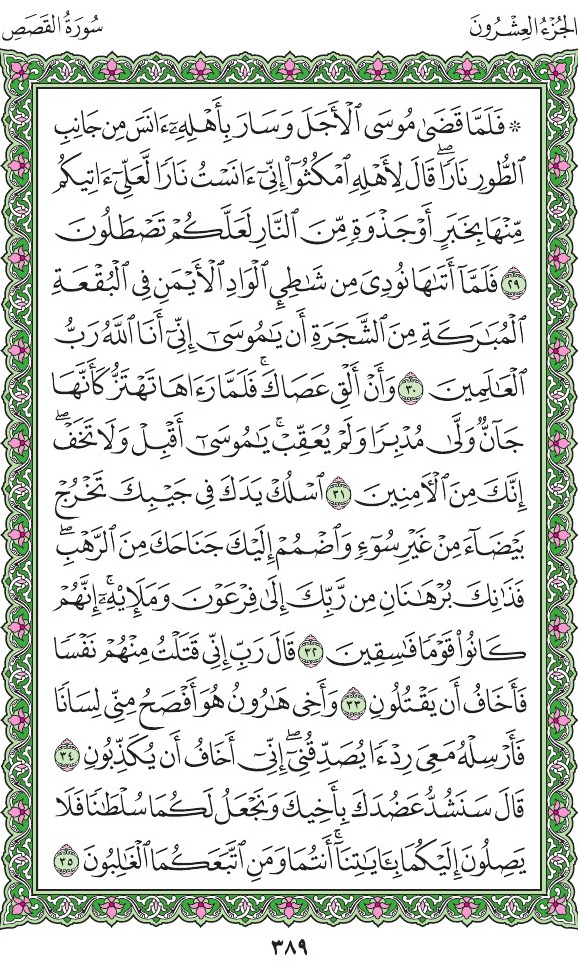 الجُزْءُ العِشْرُونَ
سُورَةُ القَصَصِ
۞ فَلَمَّا قَضَىٰ مُوسَى ٱلْأَجَلَ وَسَارَ بِأَهْلِهِۦٓ ءَانَسَ مِن جَانِبِ
ٱلطُّورِ نَارًاۖ قَالَ لِأَهْلِهِ ٱمْكُثُوٓاْ إِنِّيٓ ءَانَسْتُ نَارًا لَّعَلِّيٓ ءَاتِيكُم
مِّنْهَا بِخَبَرٍ أَوْ جَذْوَةٍ مِّنَ ٱلنَّارِ لَعَلَّكُمْ تَصْطَلُونَ
٢٩ فَلَمَّآ أَتَىٰهَا نُودِيَ مِن شَٰطِيِٕ ٱلْوَادِ ٱلْأَيْمَنِ فِي ٱلْبُقْعَةِ
ٱلْمُبَٰرَكَةِ مِنَ ٱلشَّجَرَةِ أَن يَٰمُوسَىٰٓ إِنِّيٓ أَنَا ٱللَّهُ رَبُّ
ٱلْعَٰلَمِينَ ٣٠ وَأَنْ أَلْقِ عَصَاكَۚ فَلَمَّا رَءَاهَا تَهْتَزُّ كَأَنَّهَا
جَآنٌّ وَلَّىٰ مُدْبِرًا وَلَمْ يُعَقِّبْۚ يَٰمُوسَىٰٓ أَقْبِلْ وَلَا تَخَفْۖ
إِنَّكَ مِنَ ٱلْأٓمِنِينَ ٣١ ٱسْلُكْ يَدَكَ فِي جَيْبِكَ تَخْرُجْ
بَيْضَآءَ مِنْ غَيْرِ سُوٓءٍ وَٱضْمُمْ إِلَيْكَ جَنَاحَكَ مِنَ ٱلرَّهْبِۖ
فَذَٰنِكَ بُرْهَٰنَانِ مِن رَّبِّكَ إِلَىٰ فِرْعَوْنَ وَمَلَإِيْهِۦٓۚ إِنَّهُمْ
كَانُواْ قَوْمًا فَٰسِقِينَ ٣٢ قَالَ رَبِّ إِنِّي قَتَلْتُ مِنْهُمْ نَفْسًا
فَأَخَافُ أَن يَقْتُلُونِ ٣٣ وَأَخِي هَٰرُونُ هُوَ أَفْصَحُ مِنِّي لِسَانًا
فَأَرْسِلْهُ مَعِيَ رِدْءًا يُصَدِّقُنِيٓۖ إِنِّيٓ أَخَافُ أَن يُكَذِّبُونِ ٣٤
قَالَ سَنَشُدُّ عَضُدَكَ بِأَخِيكَ وَنَجْعَلُ لَكُمَا سُلْطَٰنًا فَلَا
يَصِلُونَ إِلَيْكُمَا بِـَٔايَٰتِنَآۚ أَنتُمَا وَمَنِ ٱتَّبَعَكُمَا ٱلْغَٰلِبُونَ ٣٥
٣٨٩